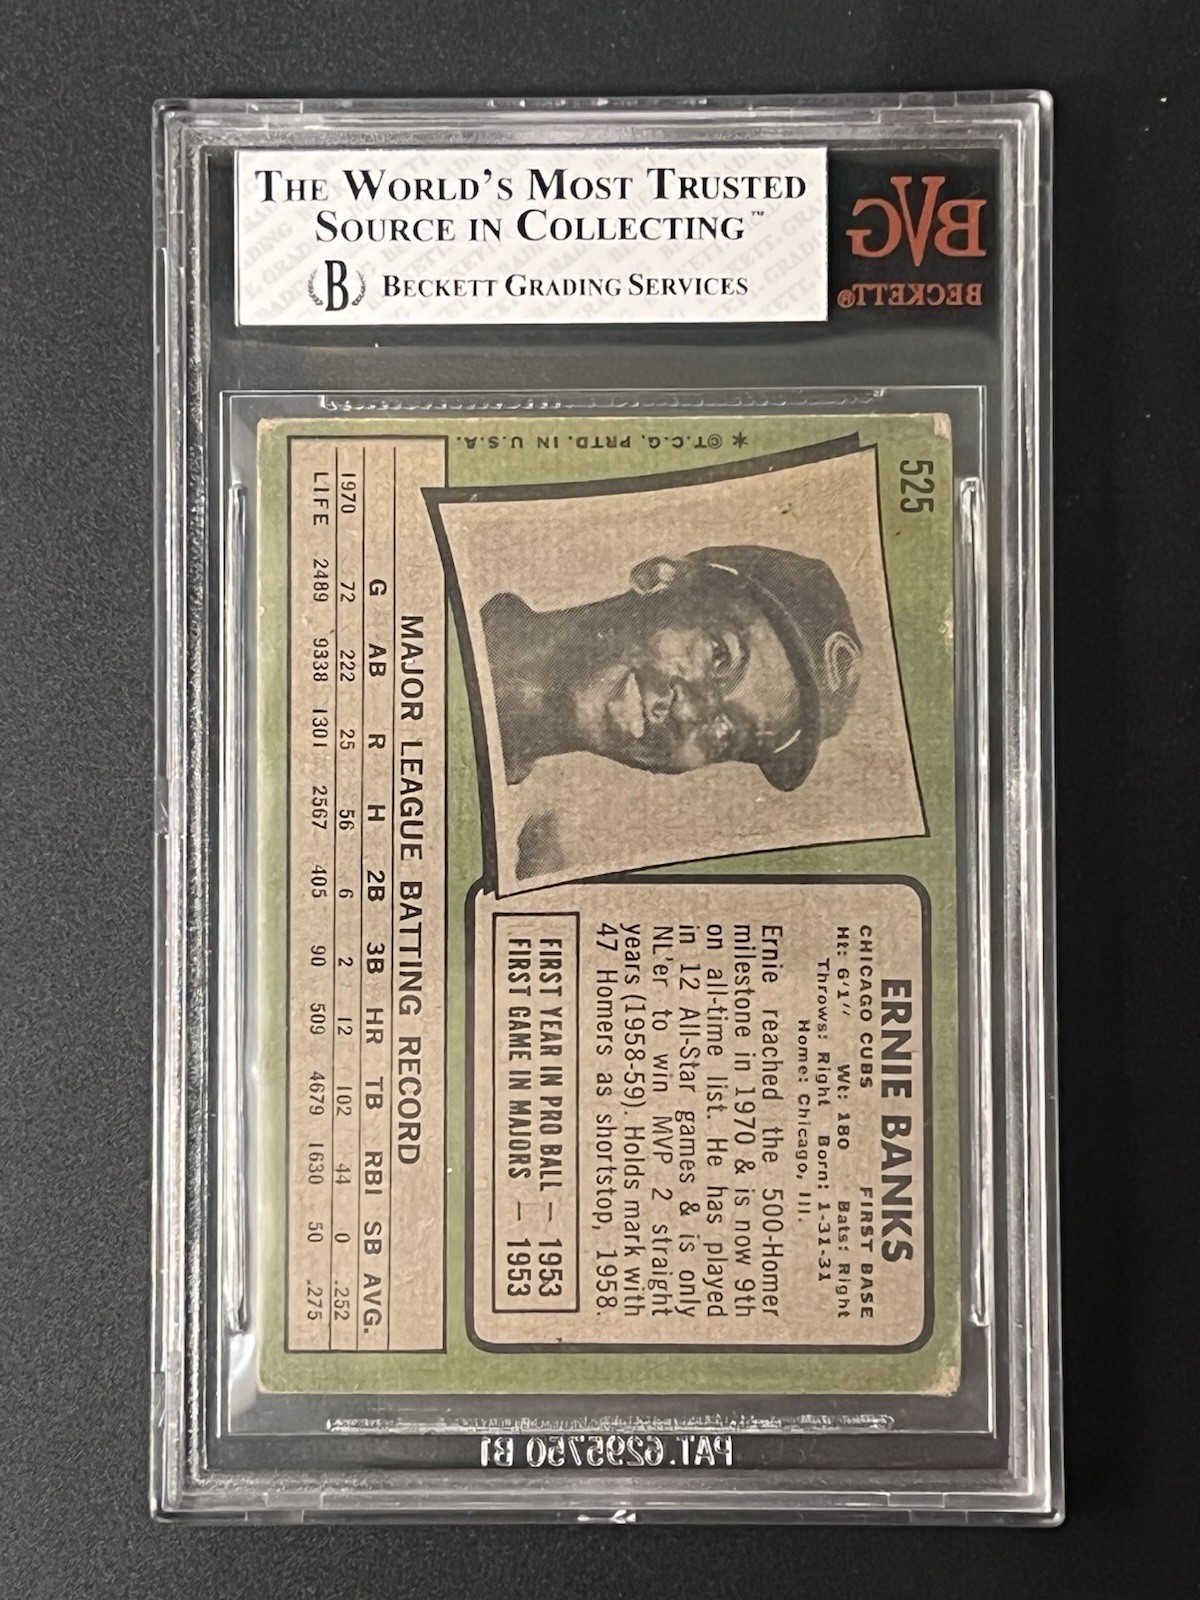 THE WORLD'S MOST TRUSTED
SOURCE IN COLLECTING™
B BECKETT GRADING SERVICES
BVG
BECKETT®
525
ERNIE BANKS
CHICAGO CUBS FIRST BASE
Ht: 6'1" Wt: 180 Bats: Right
Throws: Right Born: 1-31-31
Home: Chicago, Ill.
Ernie reached the 500-Homer
milestone in 1970 & is now 9th
on all-time list. He has played
in 12 All-Star games & is only
NL'er to win MVP 2 straight
years (1958-59). Holds mark with
47 Homers as shortstop, 1958.
FIRST YEAR IN PRO BALL — 1953
FIRST GAME IN MAJORS — 1953
*©T.C.G. PRTD. IN U.S.A.
MAJOR LEAGUE BATTING RECORD
G AB R H 2B 3B HR TB RBI SB AVG.
1970 72 222 25 56 6 2 12 102 44 0 .252
LIFE 2489 9338 1301 2567 405 90 509 4679 1630 50 .275
PAT. 6295750 B1